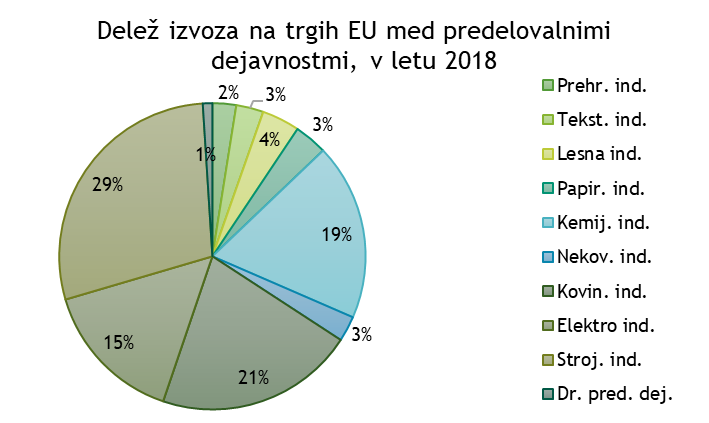 Delež izvoza na trgih EU med predelovalnimi
dejavnostmi, v letu 2018
2%
3%
4%
3%
19%
3%
21%
15%
29%
1%
Prehr. ind.
Tekst. ind.
Lesna ind.
Papir. ind.
Kemij. ind.
Nekov. ind.
Kovin. ind.
Elektro ind.
Stroj. ind.
Dr. pred. dej.